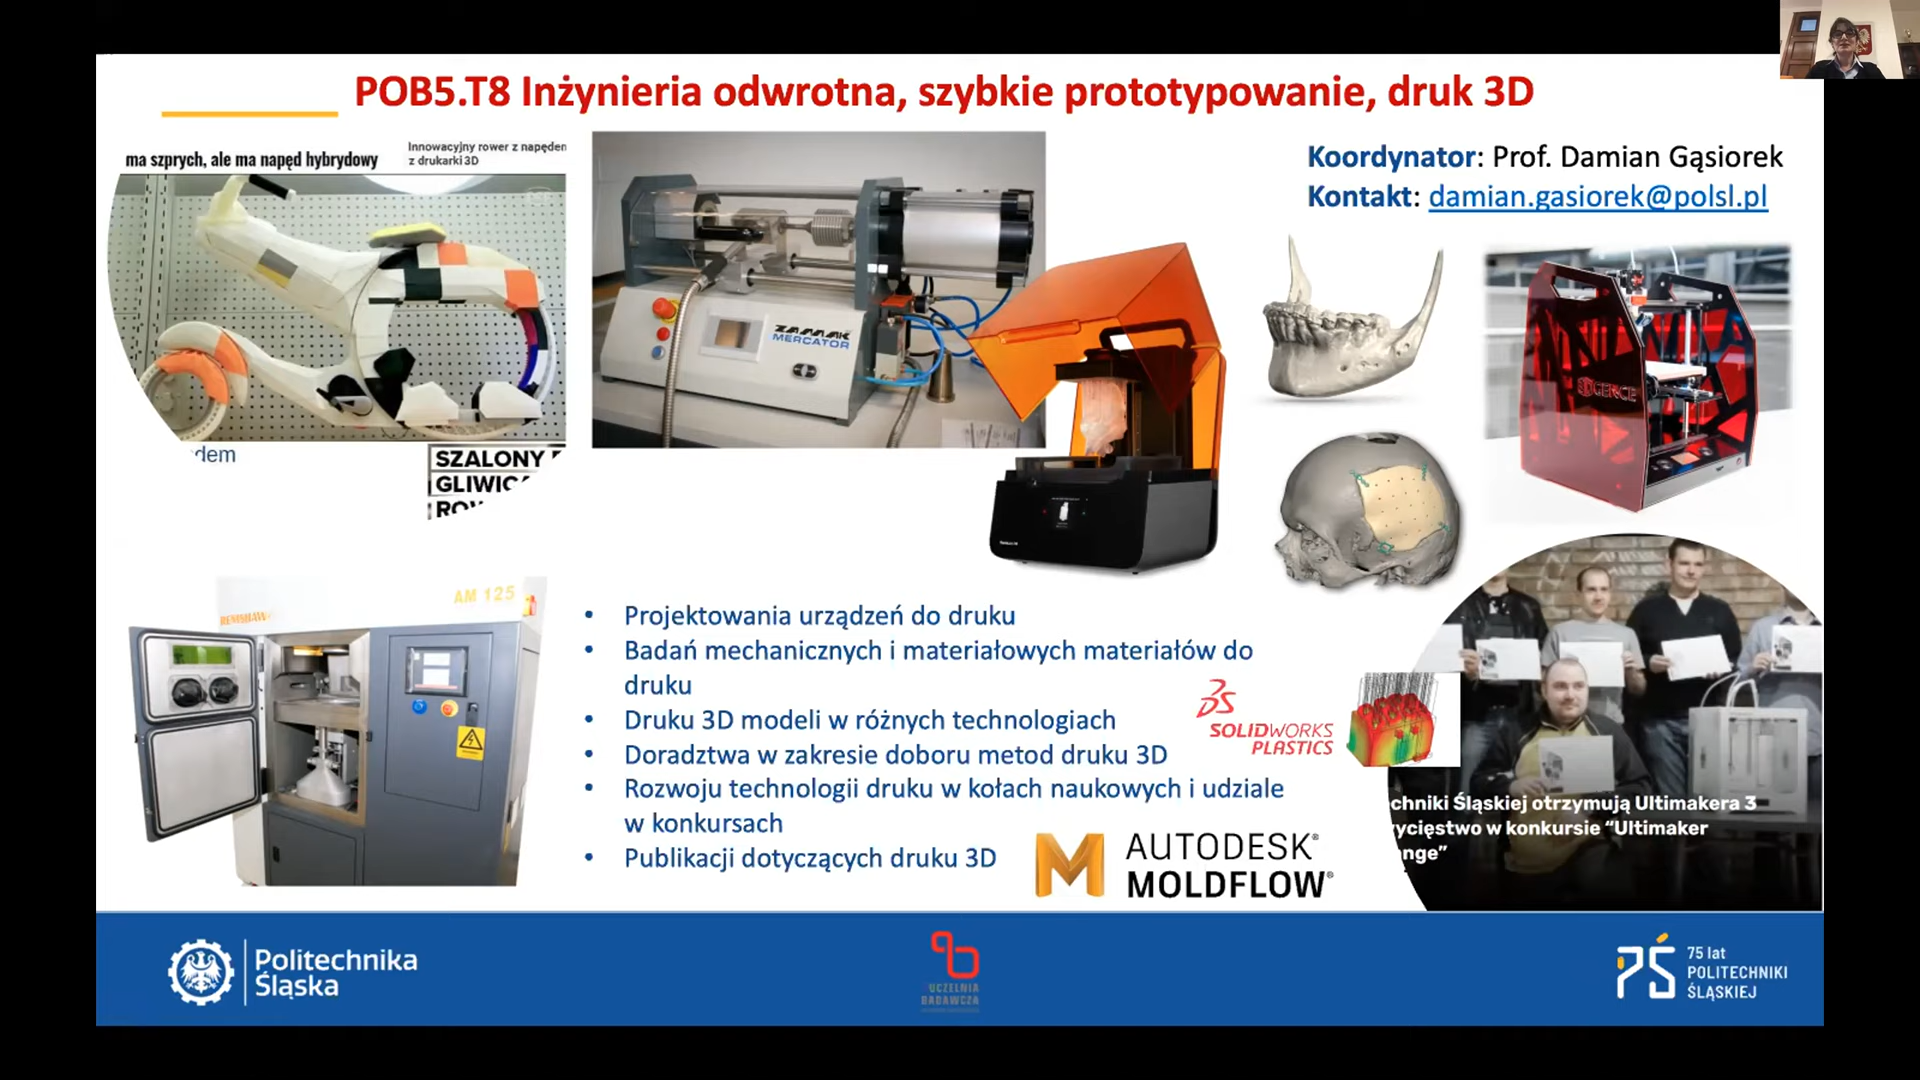 POB5.T8 Inżynieria odwrotna, szybkie prototypowanie, druk 3D
ma szprych, ale ma napęd hybrydowy
Innowacyjny rower z napędem
z drukarki 3D
Koordynator: Prof. Damian Gąsiorek
Kontakt: damian.gasiorek@polsl.pl
ZAMAK
MERCATOR
3DGENCE
dem
SZALONY
GLIWIC
ROW
RENISHAW
AM 125
• Projektowania urządzeń do druku
• Badań mechanicznych i materiałowych materiałów do
druku
• Druku 3D modeli w różnych technologiach
• Doradztwa w zakresie doboru metod druku 3D
• Rozwoju technologii druku w kołach naukowych i udziale
w konkursach
• Publikacji dotyczących druku 3D
SOLIDWORKS
PLASTICS
AUTODESK®
MOLDFLOW®
chniki Śląskiej otrzymują Ultimakera 3
ycięstwo w konkursie “Ultimaker
nge”
Politechnika
Śląska
UCZELNIA
BADAWCZA
75 lat
POLITECHNIKI
ŚLĄSKIEJ